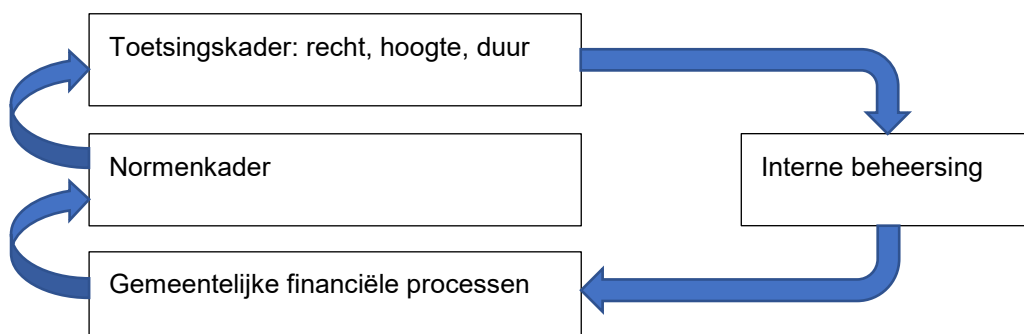 Toetsingskader: recht, hoogte, duur
Normenkader
Interne beheersing
Gemeentelijke financiële processen